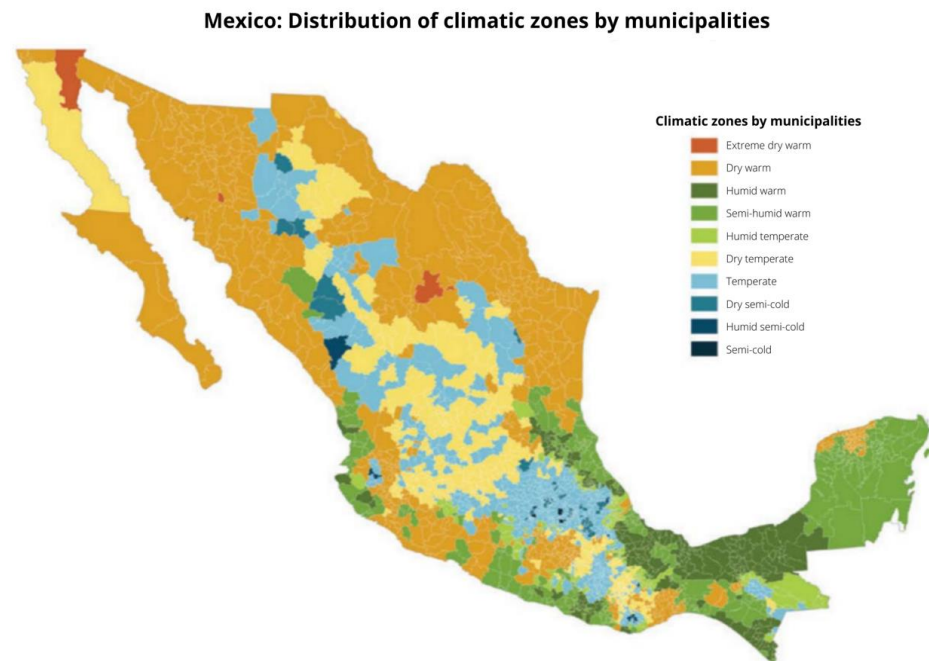 Mexico: Distribution of climatic zones by municipalities
Climatic zones by municipalities
Extreme dry warm
Dry warm
Humid warm
Semi-humid warm
Humid temperate
Dry temperate
Temperate
Dry semi-cold
Humid semi-cold
Semi-cold